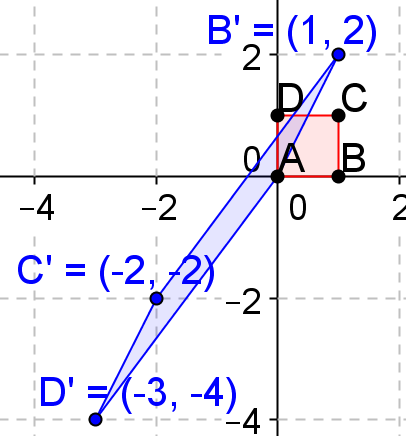 B' = (1, 2)
2
D C
0 A B
−4 −2 0 2
C' = (-2, -2)
−2
D' = (-3, -4)
−4